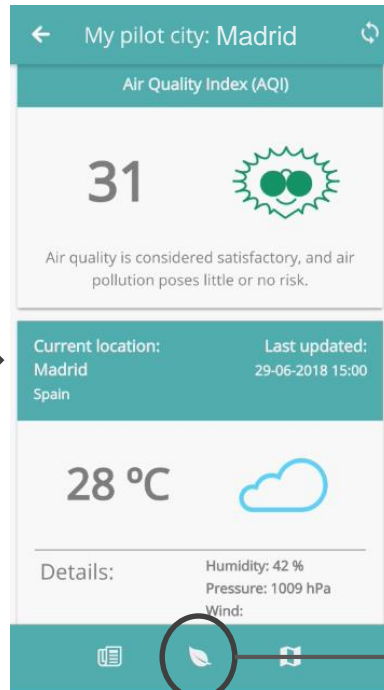 My pilot city: Madrid
Air Quality Index (AQI)
31
Air quality is considered satisfactory, and air
pollution poses little or no risk.
Current location:
Madrid
Spain
Last updated:
29-06-2018 15:00
28 ºC
Details:
Humidity: 42 %
Pressure: 1009 hPa
Wind: